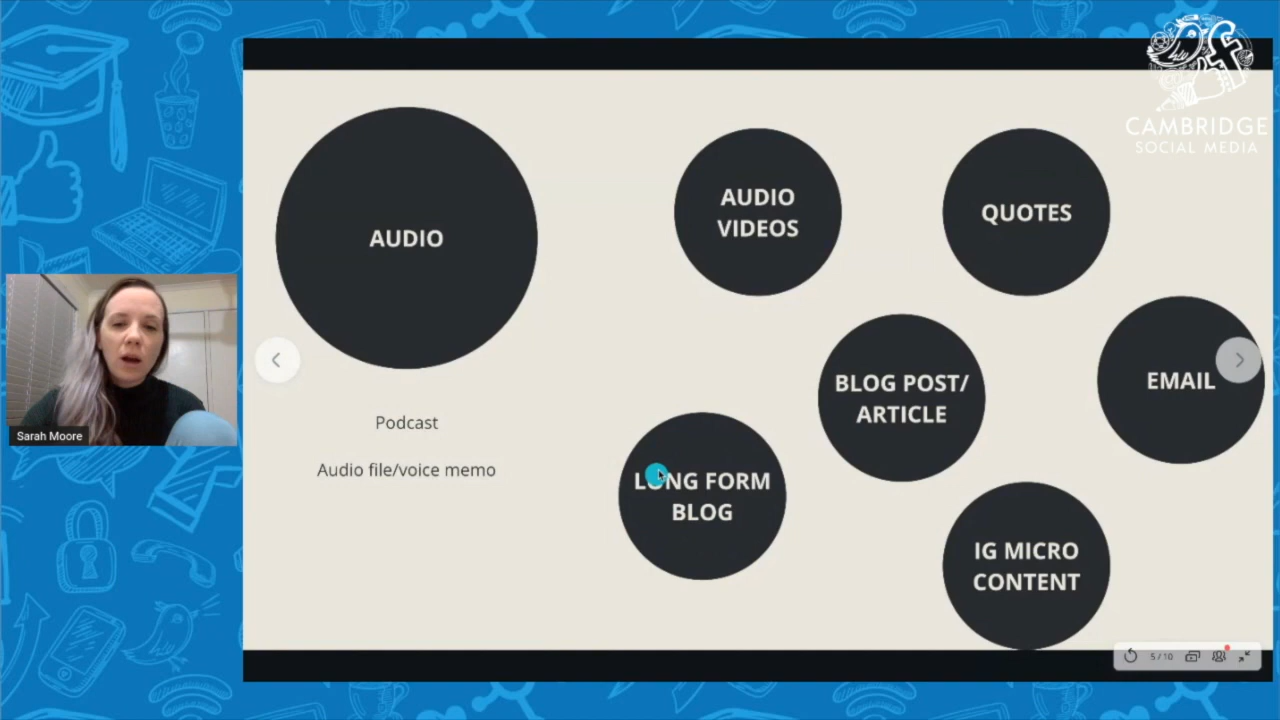 CAMBRIDGE
SOCIAL MEDIA
AUDIO
AUDIO
VIDEOS
QUOTES
BLOG POST/
ARTICLE
EMAIL
Podcast
Audio file/voice memo
LONG FORM
BLOG
IG MICRO
CONTENT
Sarah Moore
5/10